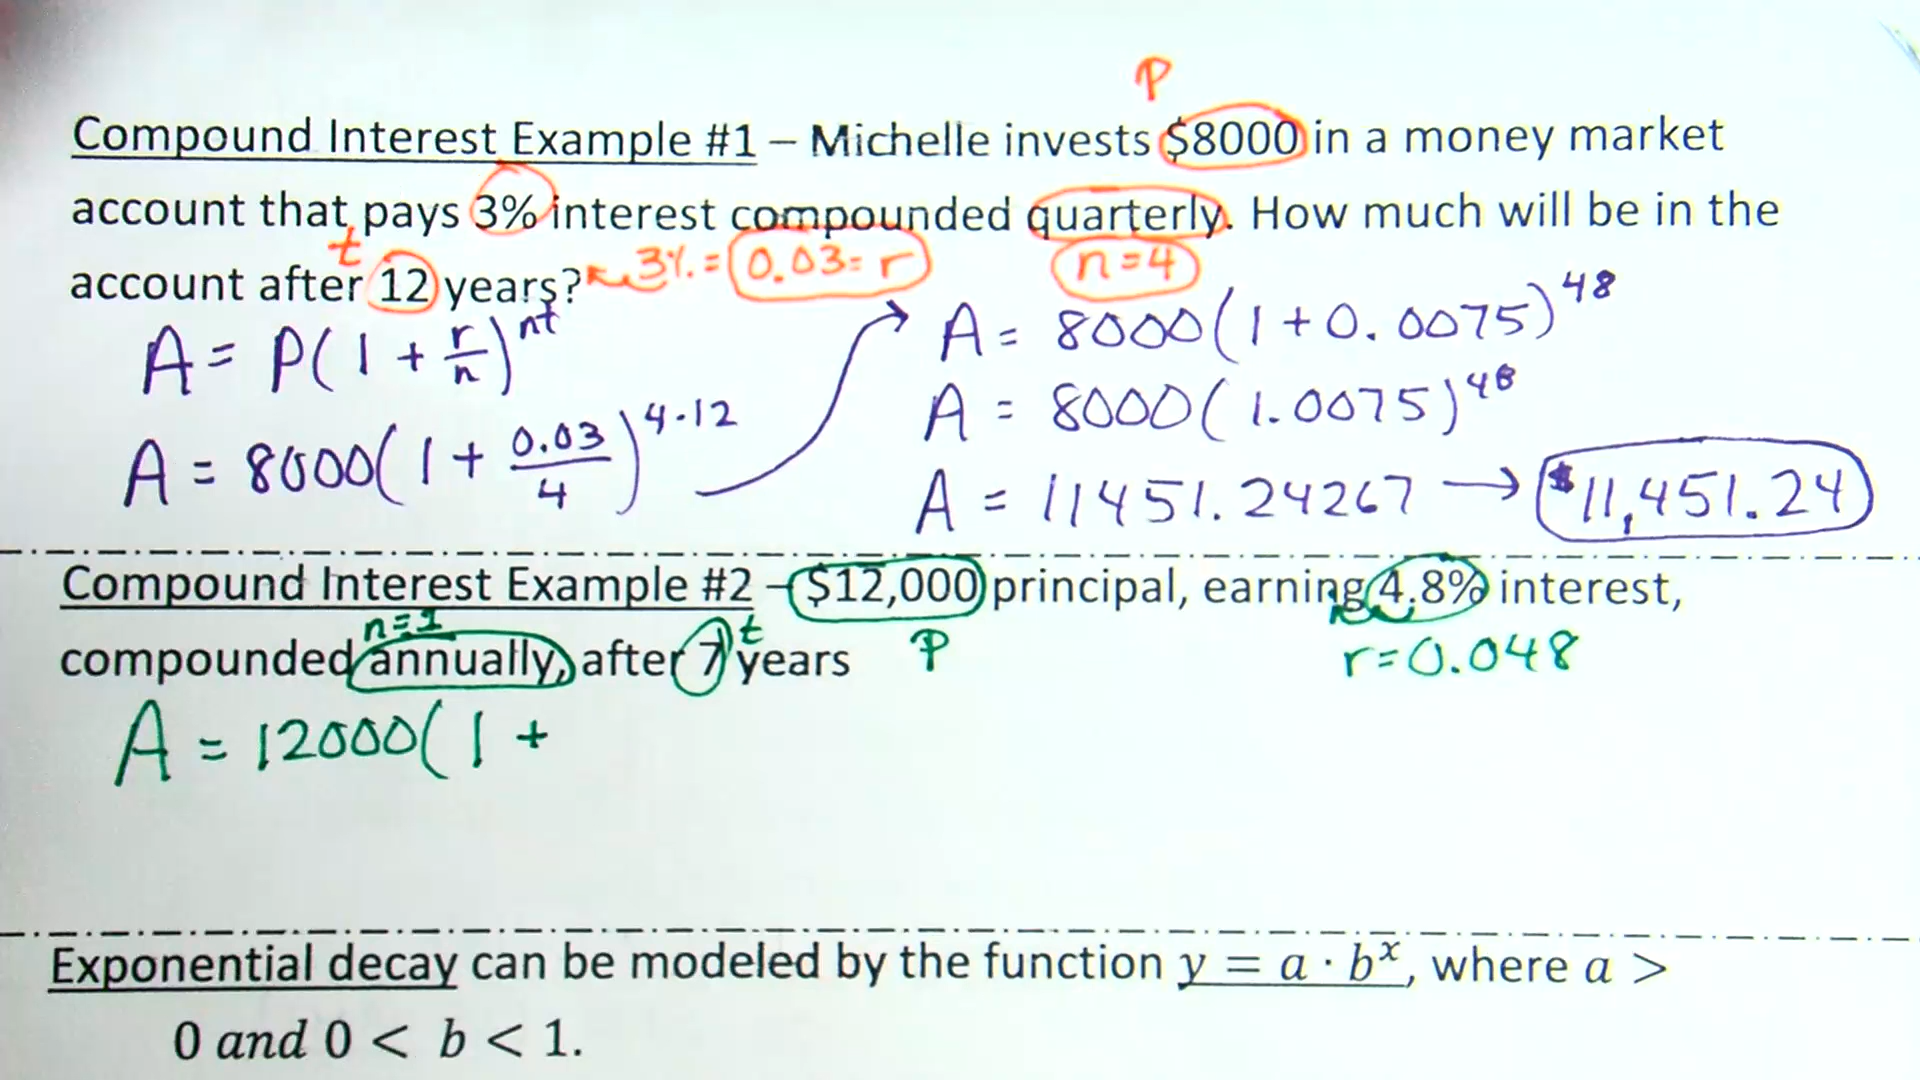 P
Compound Interest Example #1 – Michelle invests $8000 in a money market
account that pays 3% interest compounded quarterly. How much will be in the
t 3% = 0.03 = r n=4
account after 12 years?
A = P(1 + r/n)^nt
A = 8000(1 + 0.03/4)^4·12
A = 8000(1 + 0.0075)^48
A = 8000(1.0075)^48
A = 11451.24267 → $11,451.24
Compound Interest Example #2 – $12,000 principal, earning 4.8% interest,
n=1 t P r=0.048
compounded annually, after 7 years
A = 12000(1 +
Exponential decay can be modeled by the function y = a · b^x, where a >
0 and 0 < b < 1.